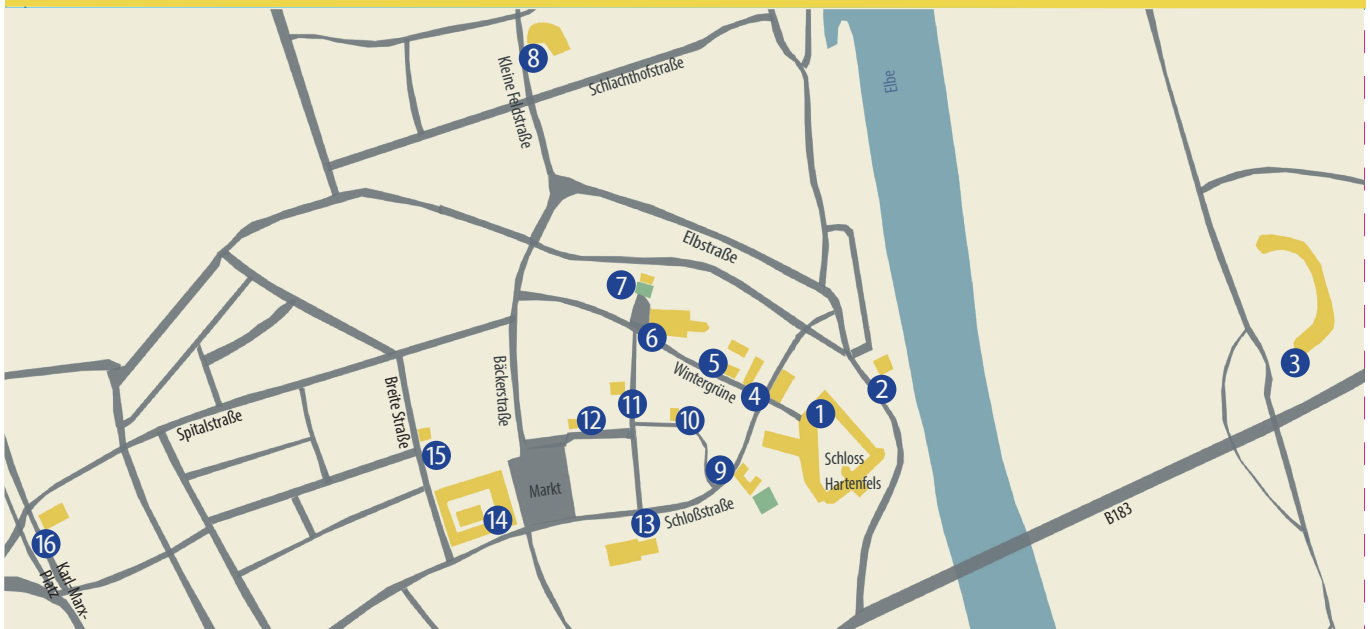 8
Kleine Feldstraße
Schlachthofstraße
Elbe
Elbstraße
7
6
5
Wintergrüne
4
2
3
1
Bäckerstraße
Breite Straße
Spitalstraße
11
12
10
15
9
Schloss
Hartenfels
Markt
14
13
Schloßstraße
B183
16
Karl-Marx-
Platz